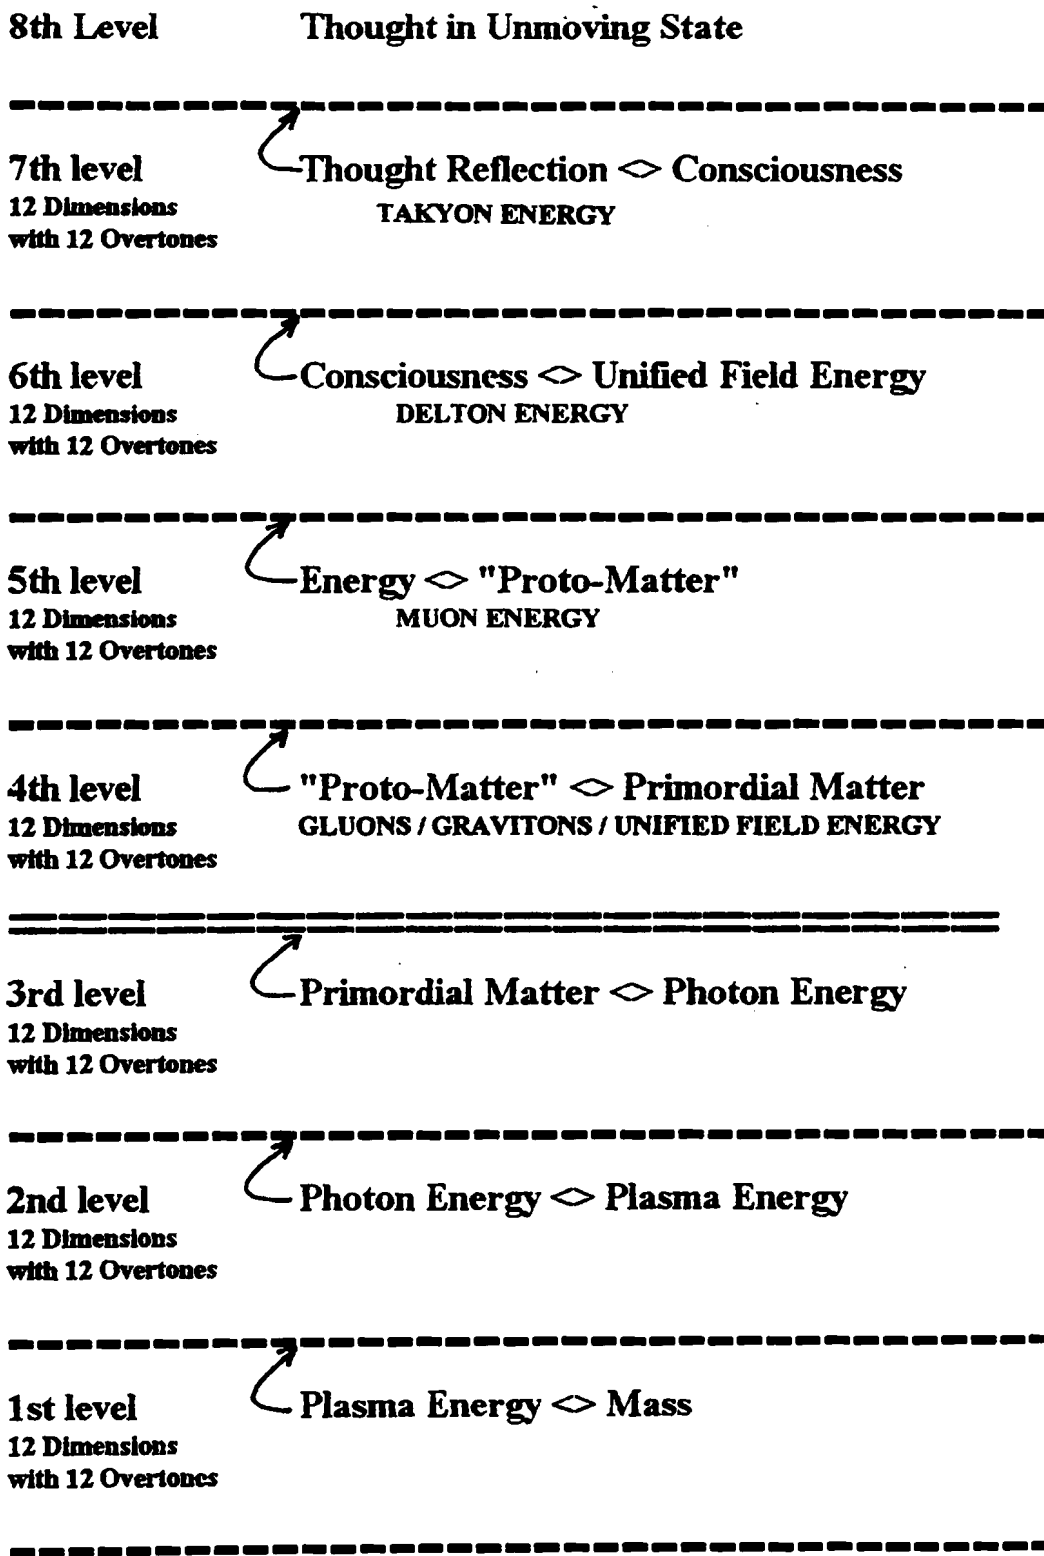 8th Level Thought in Unmoving State
7th level Thought Reflection <> Consciousness
12 Dimensions TAKYON ENERGY
with 12 Overtones
6th level Consciousness <> Unified Field Energy
12 Dimensions DELTON ENERGY
with 12 Overtones
5th level Energy <> "Proto-Matter"
12 Dimensions MUON ENERGY
with 12 Overtones
4th level "Proto-Matter" <> Primordial Matter
12 Dimensions GLUONS / GRAVITONS / UNIFIED FIELD ENERGY
with 12 Overtones
3rd level Primordial Matter <> Photon Energy
12 Dimensions
with 12 Overtones
2nd level Photon Energy <> Plasma Energy
12 Dimensions
with 12 Overtones
1st level Plasma Energy <> Mass
12 Dimensions
with 12 Overtones